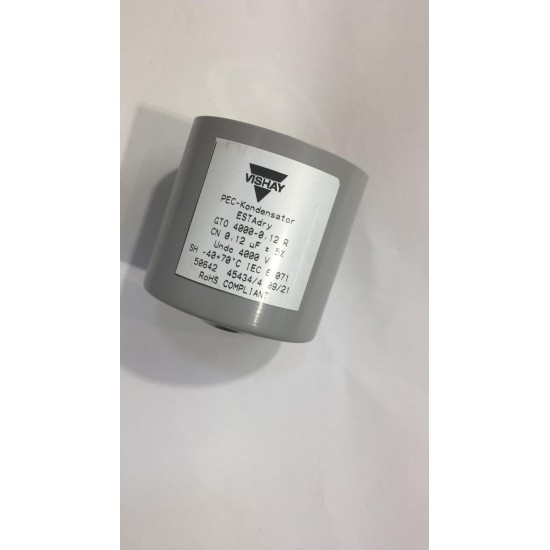 VISHAY
PEC-Kondensator
ESTAdry
GTO 4000-0.12 R
CN 0.12 uF ± 5%
Undc 4000 V
SH -40+70°C IEC 61071
50642 45434/4 09/21
RoHS COMPLIANT